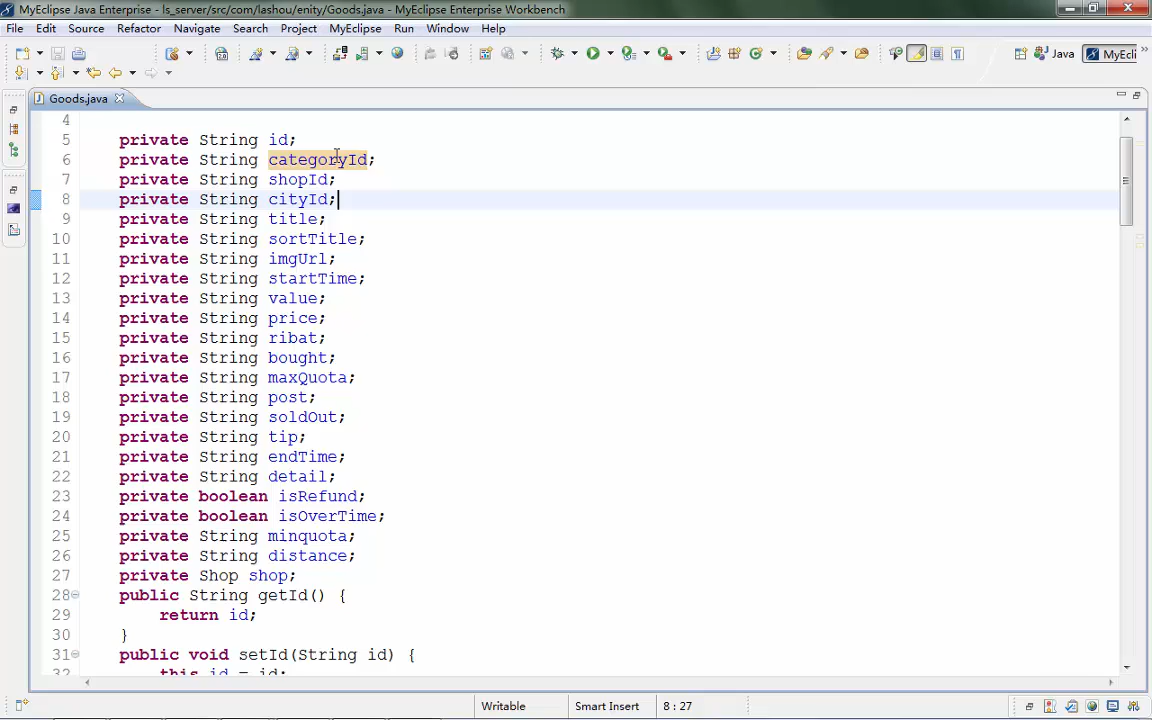 MyEclipse Java Enterprise - ls_server/src/com/lashou/enity/Goods.java - MyEclipse Enterprise Workbench
File Edit Source Refactor Navigate Search Project MyEclipse Run Window Help
Java MyEcli
Goods.java
4
5 private String id;
6 private String categoryId;
7 private String shopId;
8 private String cityId;
9 private String title;
10 private String sortTitle;
11 private String imgUrl;
12 private String startTime;
13 private String value;
14 private String price;
15 private String ribat;
16 private String bought;
17 private String maxQuota;
18 private String post;
19 private String soldOut;
20 private String tip;
21 private String endTime;
22 private String detail;
23 private boolean isRefund;
24 private boolean isOverTime;
25 private String minquota;
26 private String distance;
27 private Shop shop;
28 public String getId() {
29 return id;
30 }
31 public void setId(String id) {
32 this.id = id;
Writable Smart Insert 8 : 27